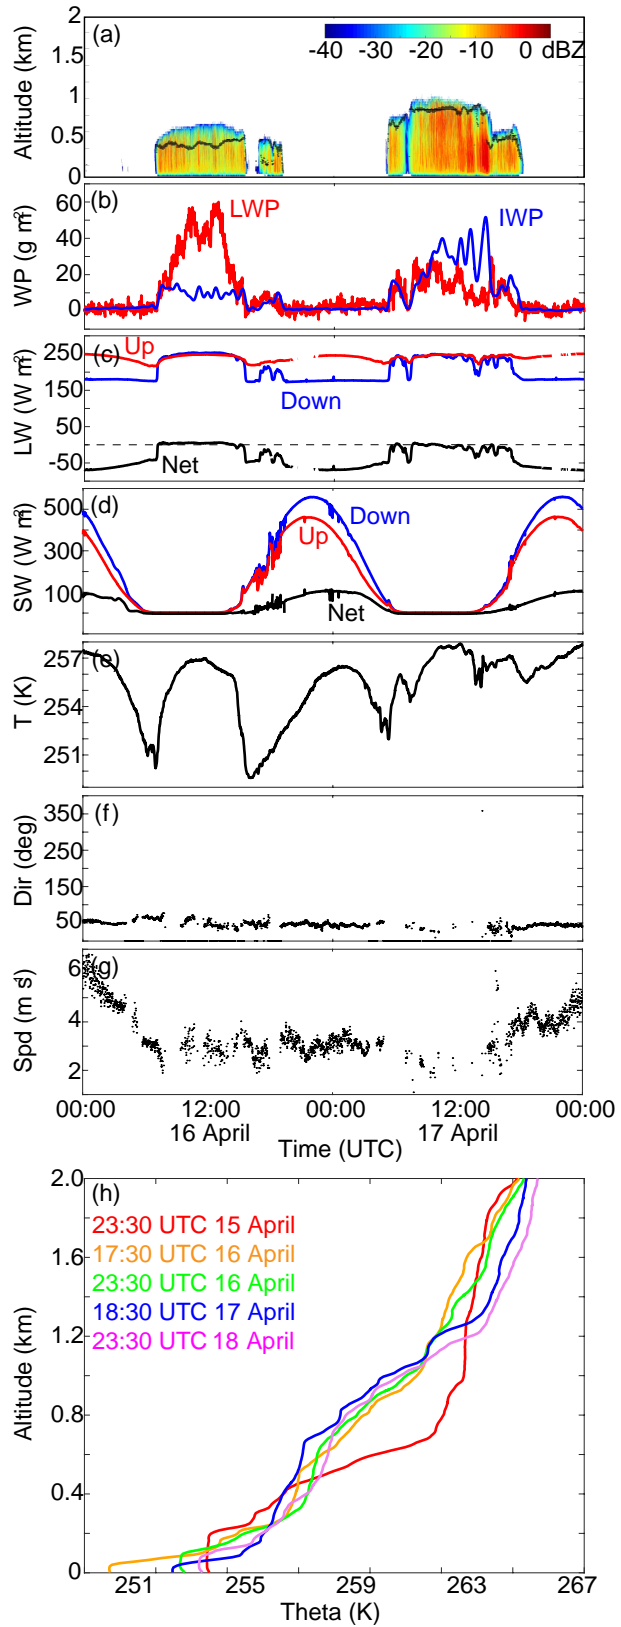 2
(a)
-40 -30 -20 -10 0 dBZ
1.5
1
0.5
0
Altitude (km)
60
(b)
LWP
IWP
40
20
0
WP (g m²)
250
Up
(c)
150
Down
50
-50
Net
LW (W m²)
500
(d)
Down
Up
300
100
Net
SW (W m²)
257
(e)
254
251
T (K)
350
(f)
250
150
50
Dir (deg)
6
(g)
4
2
Spd (m s)
00:00 12:00 00:00 12:00 00:00
16 April 17 April
Time (UTC)
2.0
(h)
23:30 UTC 15 April
17:30 UTC 16 April
23:30 UTC 16 April
18:30 UTC 17 April
23:30 UTC 18 April
1.6
1.2
0.8
0.4
0
Altitude (km)
251 255 259 263 267
Theta (K)